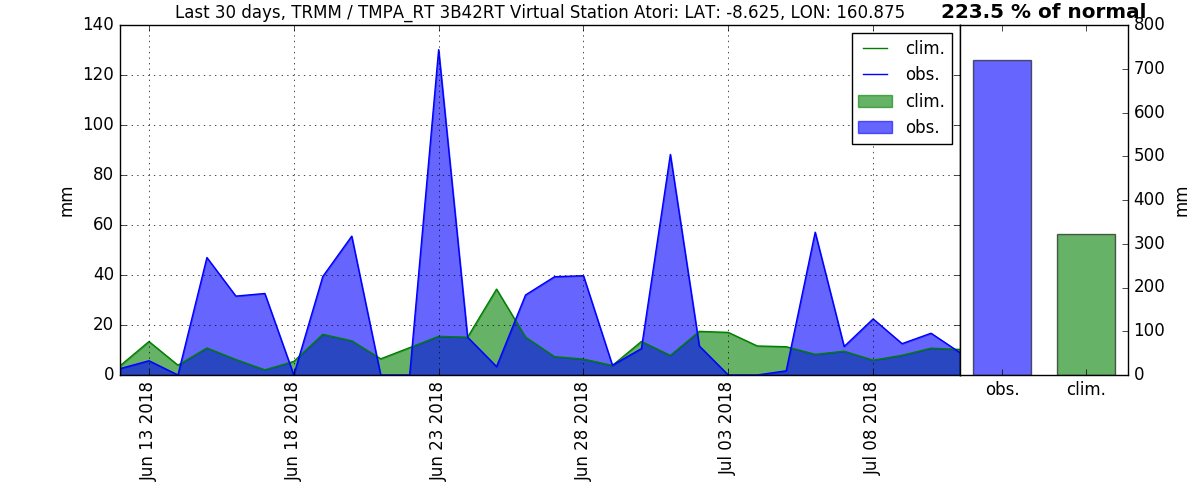 Last 30 days, TRMM / TMPA_RT 3B42RT Virtual Station Atori: LAT: -8.625, LON: 160.875
223.5 % of normal
140
120
100
80
60
40
20
0
mm
Jun 13 2018
Jun 18 2018
Jun 23 2018
Jun 28 2018
Jul 03 2018
Jul 08 2018
clim.
obs.
clim.
obs.
800
700
600
500
400
300
200
100
0
mm
obs. clim.